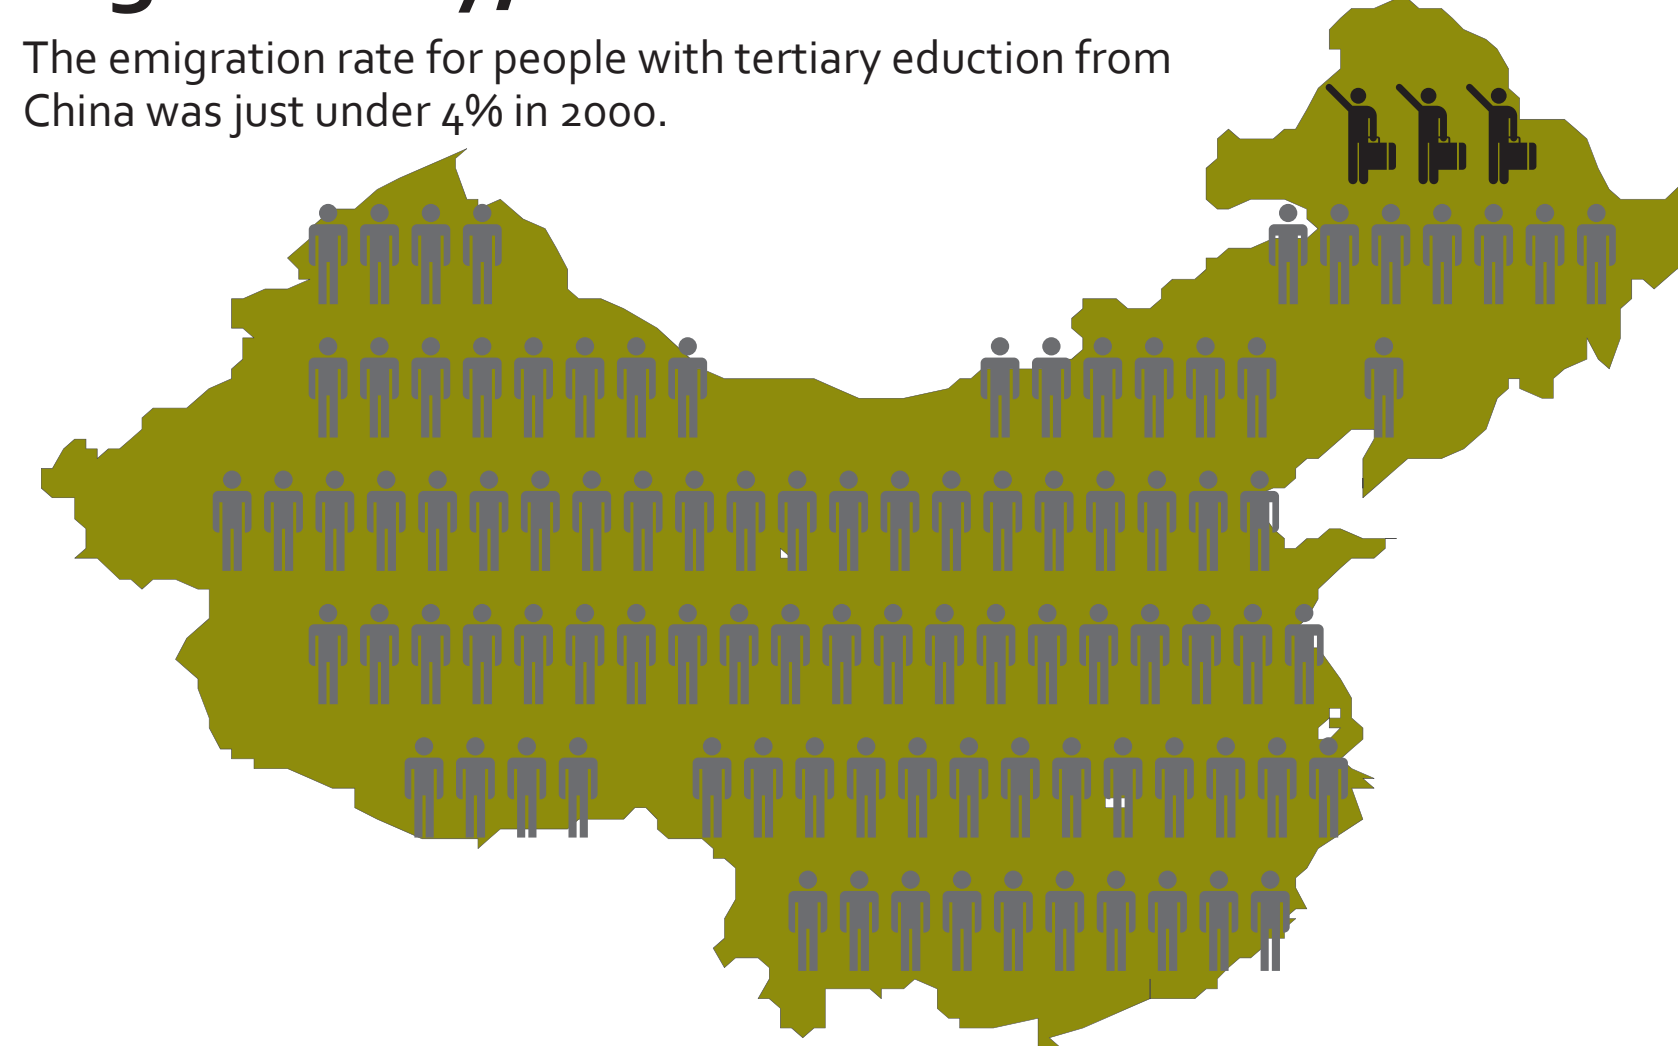 The emigration rate for people with tertiary eduction from
China was just under 4% in 2000.